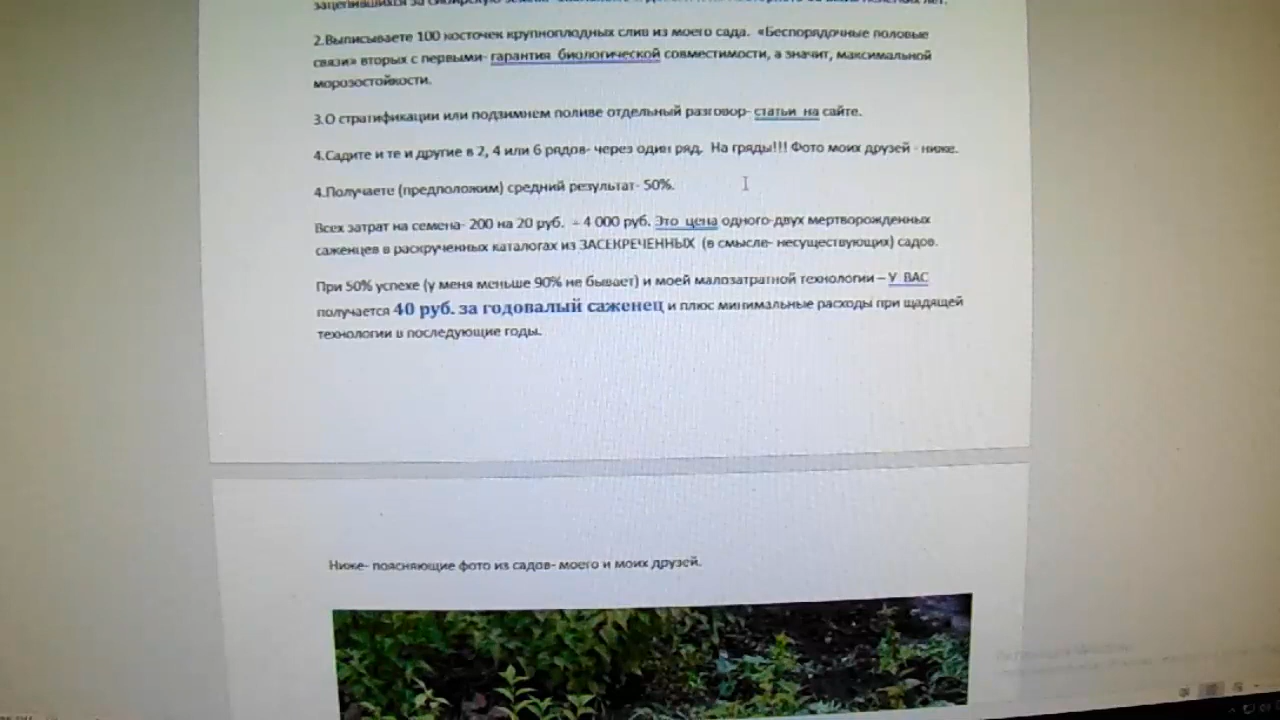 зацепившихся за сибирскую землю
2.Выписываете 100 косточек крупноплодных слив из моего сада. «Беспорядочные половые
связи» вторых с первыми- гарантия биологической совместимости, а значит, максимальной
морозостойкости.
3.О стратификации или подзимнем поливе отдельный разговор- статьи на сайте.
4.Садите и те и другие в 2, 4 или 6 рядов- через один ряд. На гряды!!! Фото моих друзей - ниже.
4.Получаете (предположим) средний результат- 50%.
Всех затрат на семена- 200 на 20 руб. = 4 000 руб. Это цена одного-двух мертворожденных
саженцев в раскрученных каталогах из ЗАСЕКРЕЧЕННЫХ (в смысле- несуществующих) садов.
При 50% успехе (у меня меньше 90% не бывает) и моей малозатратной технологии – У ВАС
получается 40 руб. за годовалый саженец и плюс минимальные расходы при щадящей
технологии в последующие годы.
Ниже- поясняющие фото из садов- моего и моих друзей.